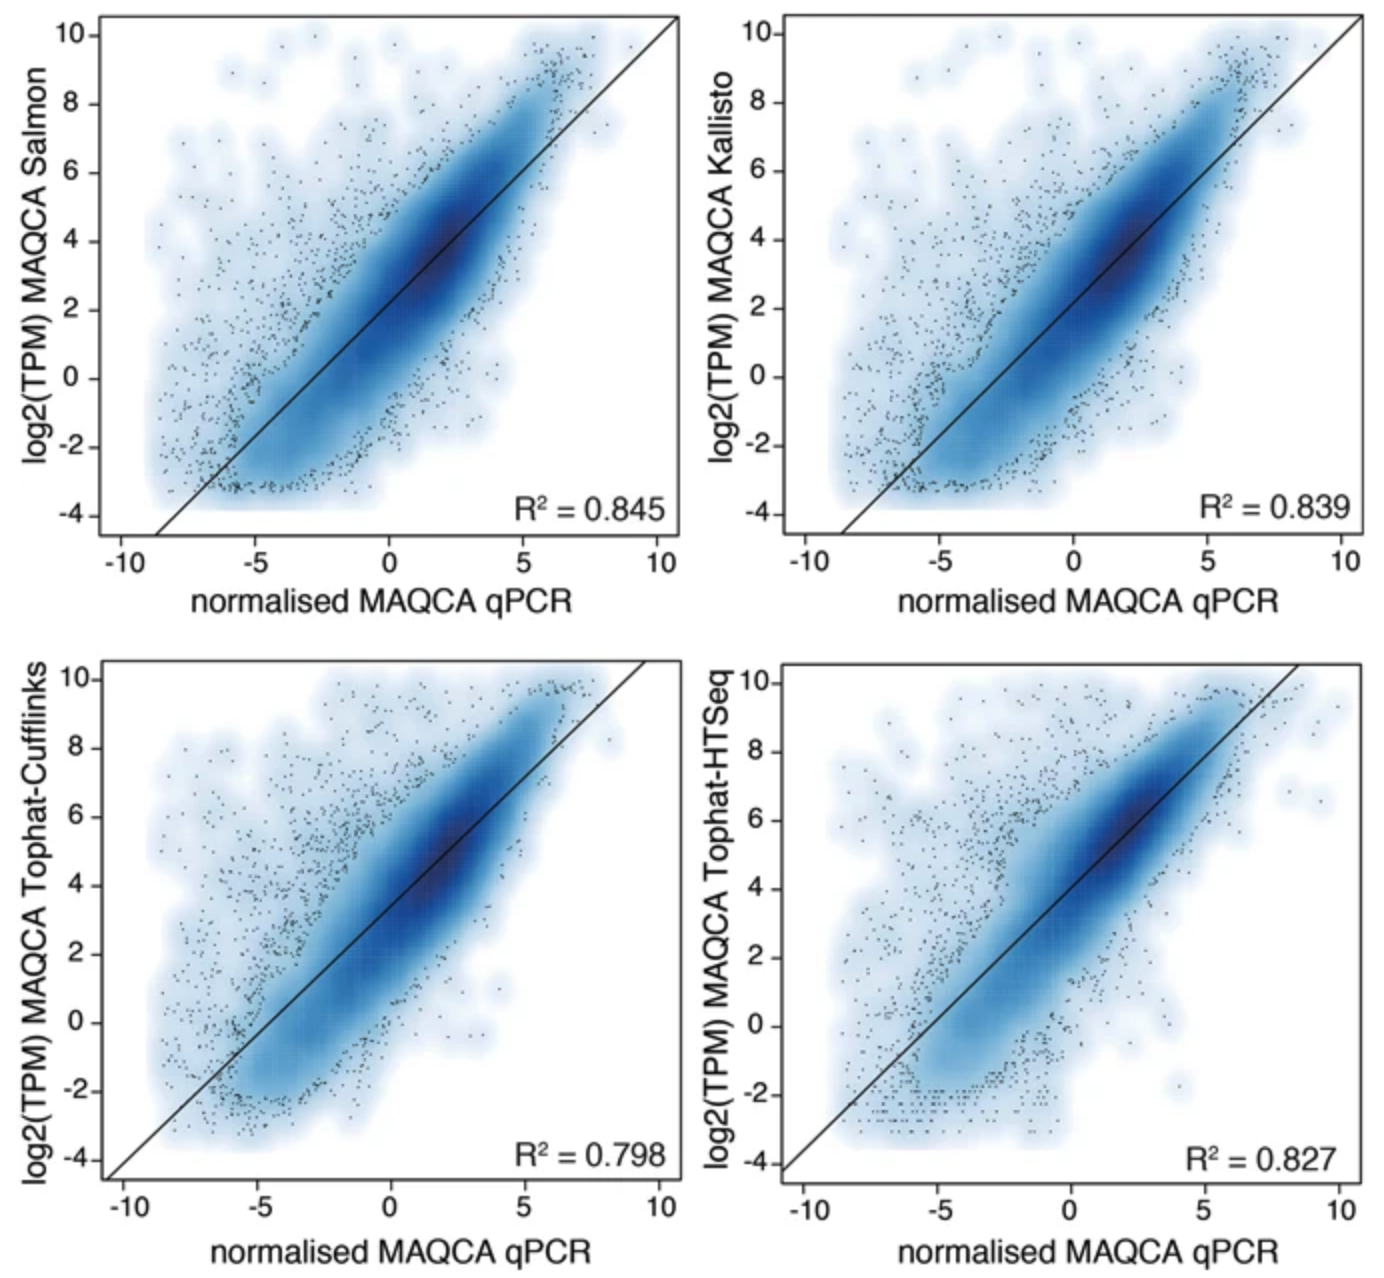 log2(TPM) MAQCA Salmon
10
8
6
4
2
0
-2
-4
R² = 0.845
-10 -5 0 5 10
normalised MAQCA qPCR
log2(TPM) MAQCA Kallisto
10
8
6
4
2
0
-2
-4
R² = 0.839
-10 -5 0 5 10
normalised MAQCA qPCR
log2(TPM) MAQCA Tophat-Cufflinks
10
8
6
4
2
0
-2
-4
R² = 0.798
-10 -5 0 5 10
normalised MAQCA qPCR
log2(TPM) MAQCA Tophat-HTSeq
10
8
6
4
2
0
-2
-4
R² = 0.827
-10 -5 0 5 10
normalised MAQCA qPCR